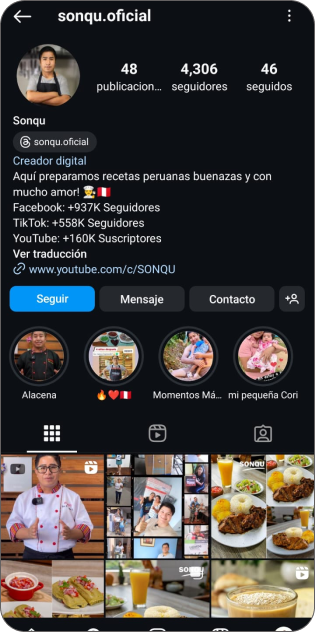 sonqu.oficial
48
publicacion...
4,306
seguidores
46
seguidos
Sonqu
sonqu.oficial
Creador digital
Aquí preparamos recetas peruanas buenazas y con
mucho amor! 👨‍🍳🇵🇪
Facebook: +937K Seguidores
TikTok: +558K Seguidores
YouTube: +160K Suscriptores
Ver traducción
www.youtube.com/c/SONQU
Seguir
Mensaje
Contacto
Alacena
🔥❤️🇵🇪
Momentos Má...
mi pequeña Cori
SONQU